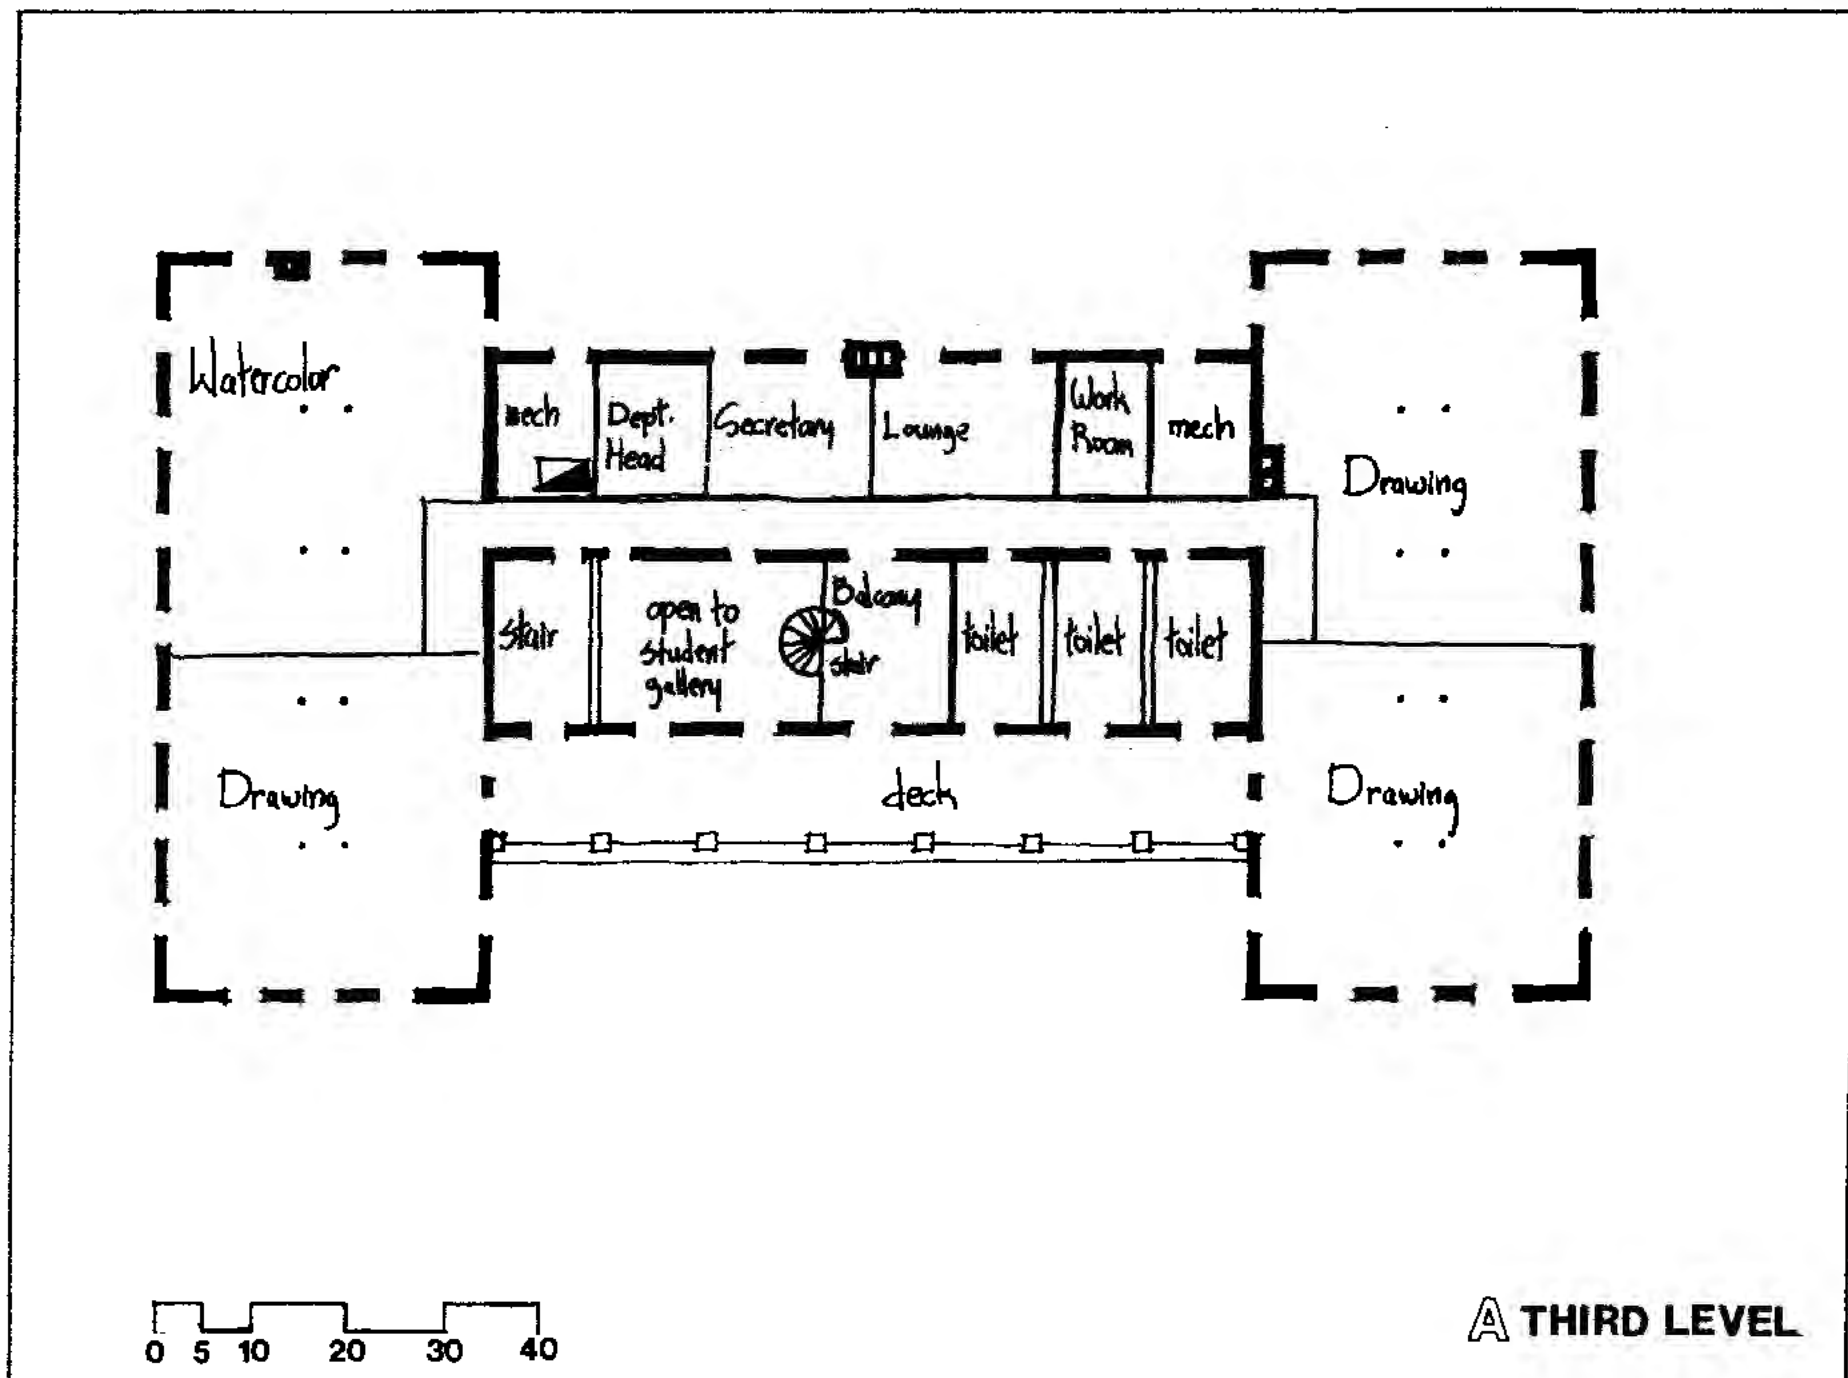 Watercolor
mech
Dept.
Head
Secretary
Lounge
Work
Room
mech
Drawing
stair
open to
student
gallery
Balcony
stair
toilet
toilet
toilet
Drawing
deck
Drawing
0 5 10 20 30 40
A THIRD LEVEL